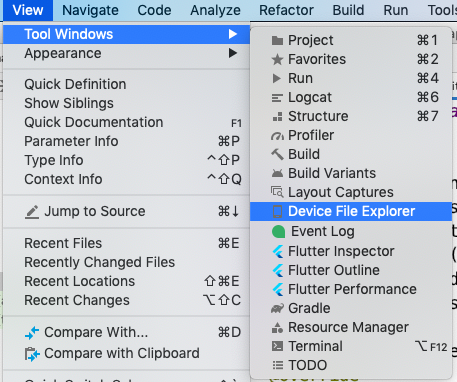 View Navigate Code Analyze Refactor Build Run Tools
Tool Windows
Appearance
Quick Definition
Show Siblings
Quick Documentation F1
Parameter Info ⌘P
Type Info ⌃⇧P
Context Info ⌃⇧Q
Jump to Source ⌘↓
Recent Files ⌘E
Recently Changed Files
Recent Locations ⇧⌘E
Recent Changes ⌥⇧C
Compare With... ⌘D
Compare with Clipboard
Project ⌘1
Favorites ⌘2
Run ⌘4
Logcat ⌘6
Structure ⌘7
Profiler
Build
Build Variants
Layout Captures
Device File Explorer
Event Log
Flutter Inspector
Flutter Outline
Flutter Performance
Gradle
Resource Manager
Terminal ⌥F12
TODO